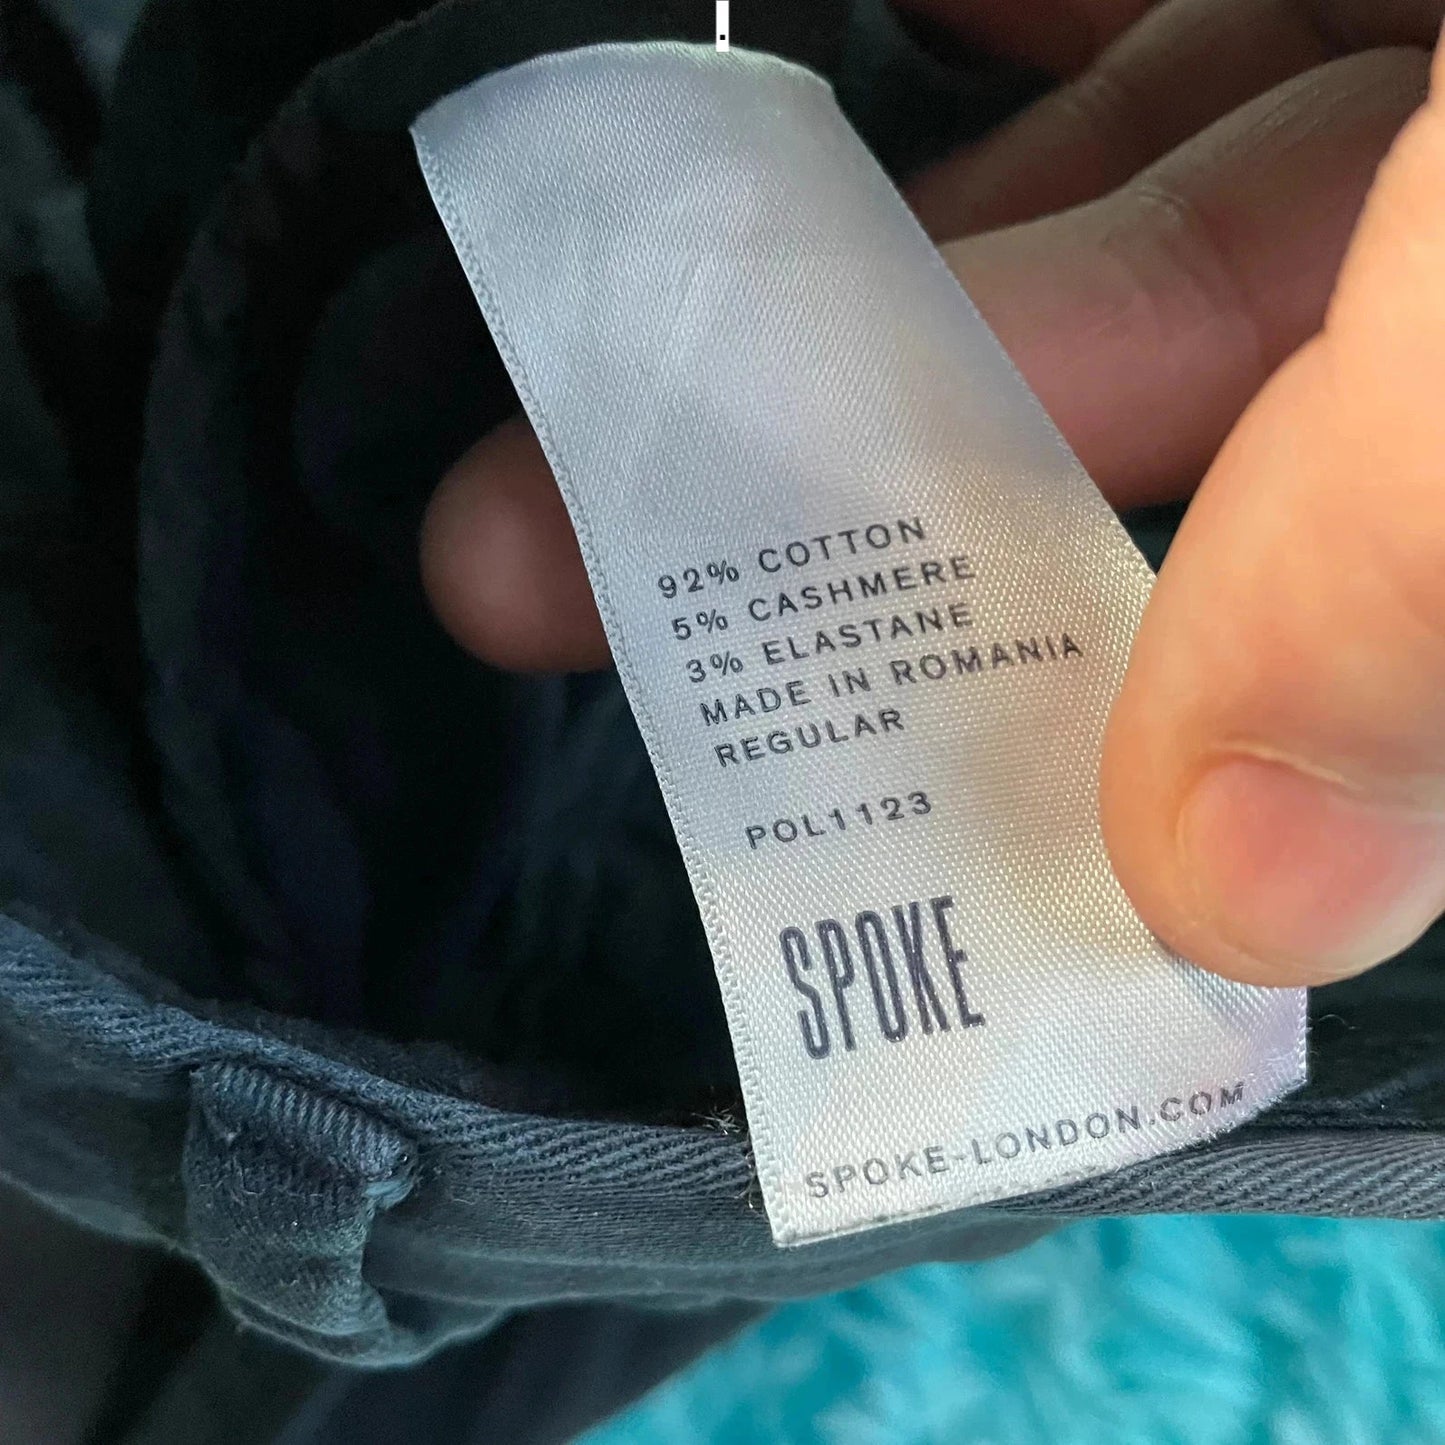 .
92% COTTON
5% CASHMERE
3% ELASTANE
MADE IN ROMANIA
REGULAR
POL1123
SPOKE
SPOKE-LONDON.COM